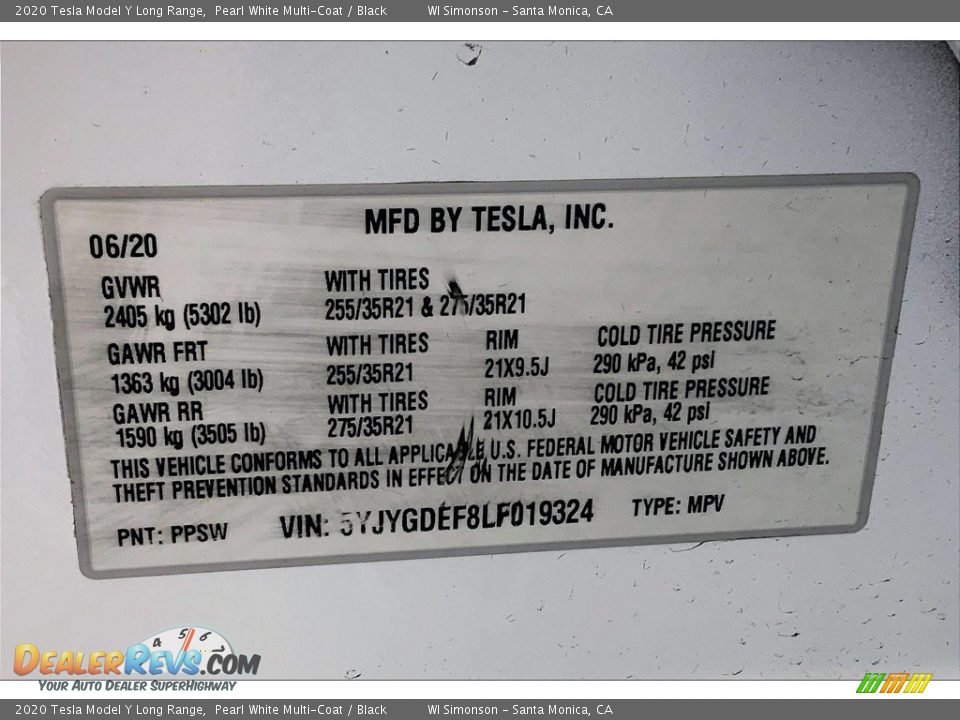 2020 Tesla Model Y Long Range, Pearl White Multi-Coat / Black WI Simonson - Santa Monica, CA
MFD BY TESLA, INC.
06/20
GVWR WITH TIRES
2405 kg (5302 lb) 255/35R21 & 275/35R21
GAWR FRT WITH TIRES RIM COLD TIRE PRESSURE
1363 kg (3004 lb) 255/35R21 21X9.5J 290 kPa, 42 psi
GAWR RR WITH TIRES RIM COLD TIRE PRESSURE
1590 kg (3505 lb) 275/35R21 21X10.5J 290 kPa, 42 psi
THIS VEHICLE CONFORMS TO ALL APPLICABLE U.S. FEDERAL MOTOR VEHICLE SAFETY AND
THEFT PREVENTION STANDARDS IN EFFECT ON THE DATE OF MANUFACTURE SHOWN ABOVE.
PNT: PPSW VIN: 5YJYGDEF8LF019324 TYPE: MPV
4 5 6 7
DEALERREVS.COM
YOUR AUTO DEALER SUPERHIGHWAY
2020 Tesla Model Y Long Range, Pearl White Multi-Coat / Black WI Simonson - Santa Monica, CA